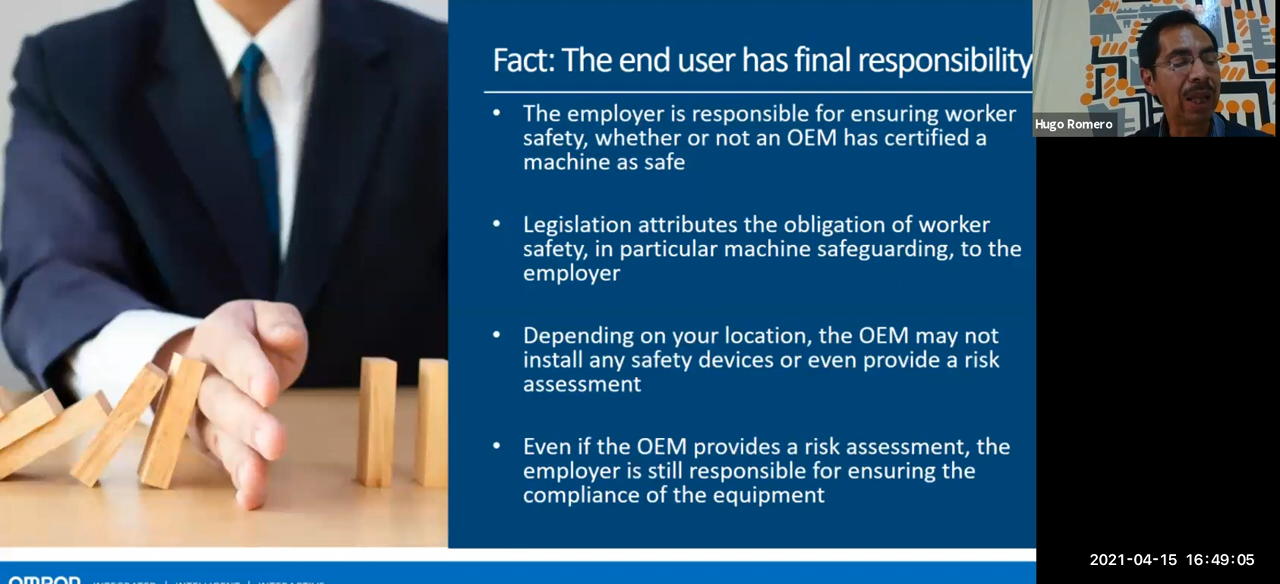 Fact: The end user has final responsibility
• The employer is responsible for ensuring worker
safety, whether or not an OEM has certified a
machine as safe
• Legislation attributes the obligation of worker
safety, in particular machine safeguarding, to the
employer
• Depending on your location, the OEM may not
install any safety devices or even provide a risk
assessment
• Even if the OEM provides a risk assessment, the
employer is still responsible for ensuring the
compliance of the equipment
Hugo Romero
2021-04-15 16:49:05
OMRON INTEGRATED | INTELLIGENT | INTERACTIVE